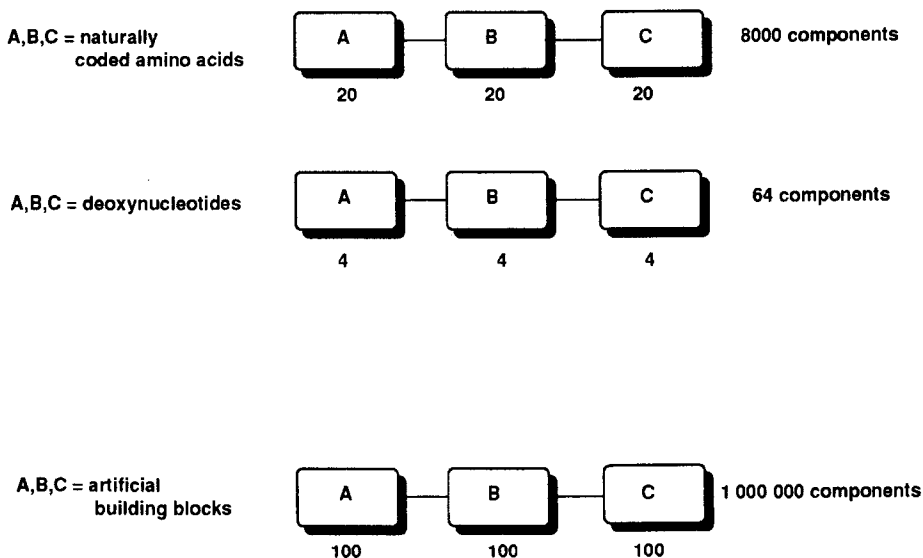 A,B,C = naturally
coded amino acids
A B C
8000 components
20 20 20
A,B,C = deoxynucleotides
A B C
64 components
4 4 4
A,B,C = artificial
building blocks
A B C
1 000 000 components
100 100 100